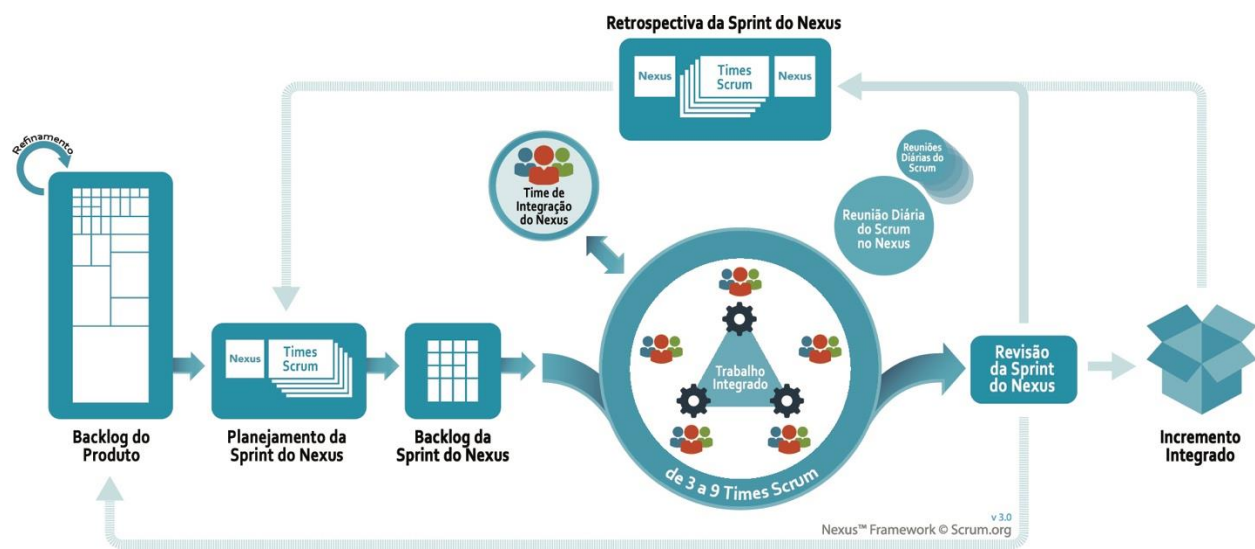 Retrospectiva da Sprint do Nexus
Nexus
Times
Scrum
Nexus
Refinamento
Time de
Integração
do Nexus
Reuniões
Diárias do
Scrum
Reunião Diária
do Scrum
no Nexus
Nexus
Times
Scrum
Trabalho
Integrado
Revisão
da Sprint
do Nexus
Backlog do
Produto
Planejamento da
Sprint do Nexus
Backlog da
Sprint do Nexus
de 3 a 9 Times Scrum
Incremento
Integrado
v 3.0
Nexus™ Framework © Scrum.org